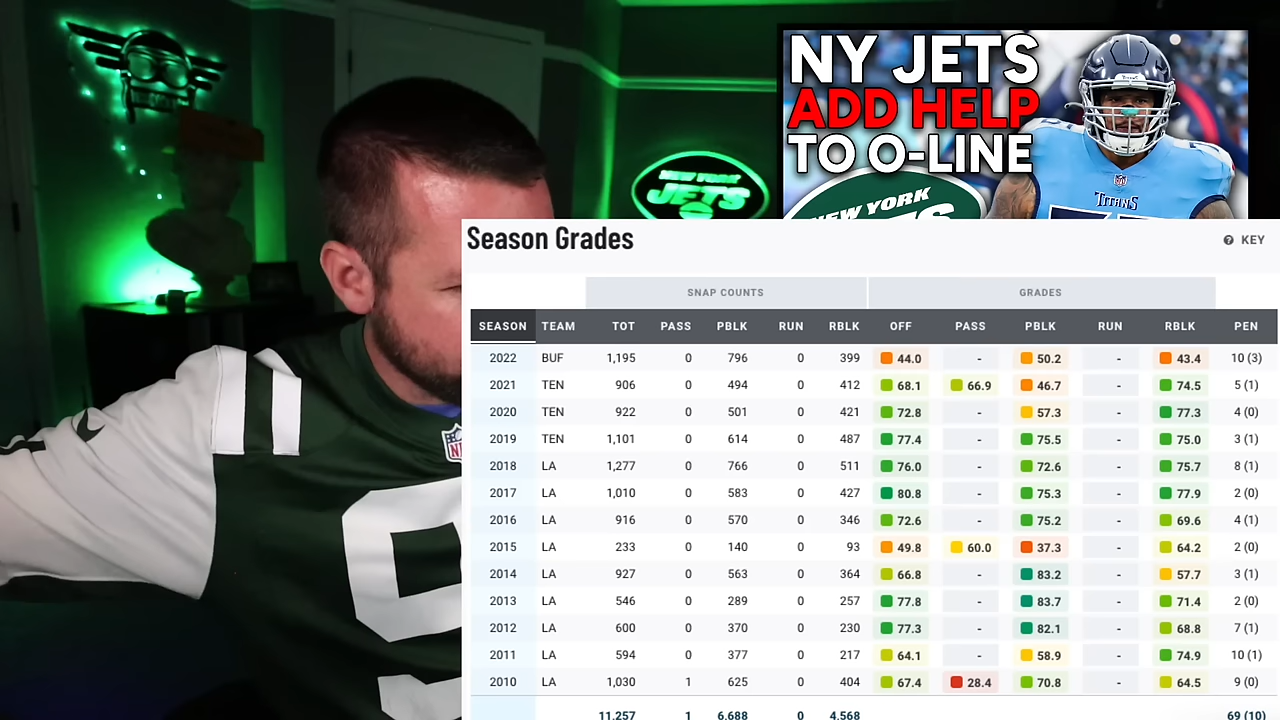 NY JETS
ADD HELP
TO O-LINE
NEW YORK
JETS
NEW YORK
TITANS
Season Grades
KEY
SNAP COUNTS GRADES
SEASON TEAM TOT PASS PBLK RUN RBLK OFF PASS PBLK RUN RBLK PEN
2022 BUF 1,195 0 796 0 399 44.0 - 50.2 - 43.4 10 (3)
2021 TEN 906 0 494 0 412 68.1 66.9 46.7 - 74.5 5 (1)
2020 TEN 922 0 501 0 421 72.8 - 57.3 - 77.3 4 (0)
2019 TEN 1,101 0 614 0 487 77.4 - 75.5 - 75.0 3 (1)
2018 LA 1,277 0 766 0 511 76.0 - 72.6 - 75.7 8 (1)
2017 LA 1,010 0 583 0 427 80.8 - 75.3 - 77.9 2 (0)
2016 LA 916 0 570 0 346 72.6 - 75.2 - 69.6 4 (1)
2015 LA 233 0 140 0 93 49.8 60.0 37.3 - 64.2 2 (0)
2014 LA 927 0 563 0 364 66.8 - 83.2 - 57.7 3 (1)
2013 LA 546 0 289 0 257 77.8 - 83.7 - 71.4 2 (0)
2012 LA 600 0 370 0 230 77.3 - 82.1 - 68.8 7 (1)
2011 LA 594 0 377 0 217 64.1 - 58.9 - 74.9 10 (1)
2010 LA 1,030 1 625 0 404 67.4 28.4 70.8 - 64.5 9 (0)
11,257 1 6,688 0 4,568 69 (10)